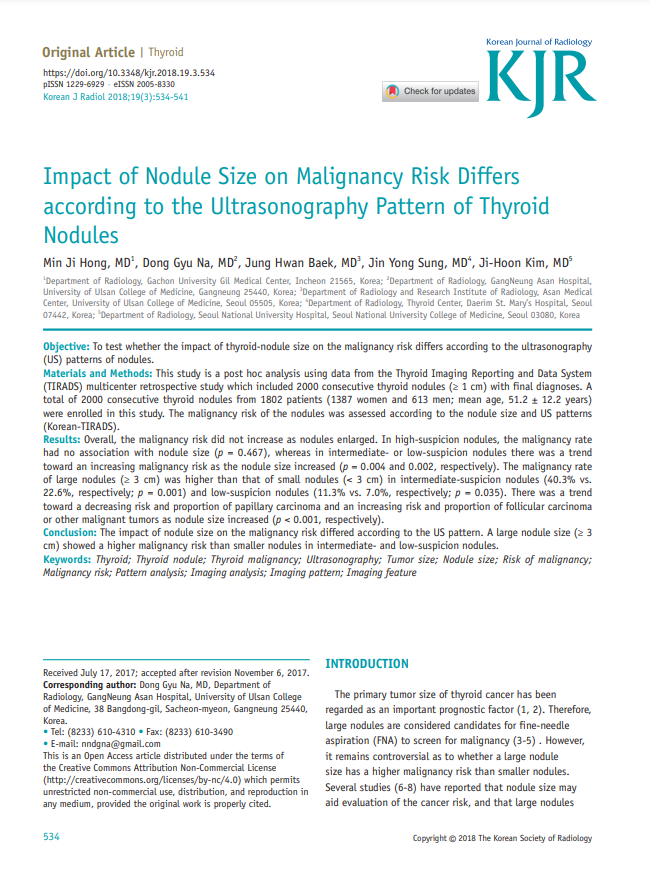 Original Article | Thyroid
https://doi.org/10.3348/kjr.2018.19.3.534
pISSN 1229-6929 · eISSN 2005-8330
Korean J Radiol 2018;19(3):534-541
Korean Journal of Radiology
KJR
Check for updates
Impact of Nodule Size on Malignancy Risk Differs
according to the Ultrasonography Pattern of Thyroid
Nodules
Min Ji Hong, MD1, Dong Gyu Na, MD2, Jung Hwan Baek, MD3, Jin Yong Sung, MD4, Ji-Hoon Kim, MD5
1Department of Radiology, Gachon University Gil Medical Center, Incheon 21565, Korea; 2Department of Radiology, GangNeung Asan Hospital,
University of Ulsan College of Medicine, Gangneung 25440, Korea; 3Department of Radiology and Research Institute of Radiology, Asan Medical
Center, University of Ulsan College of Medicine, Seoul 05505, Korea; 4Department of Radiology, Thyroid Center, Daerim St. Mary's Hospital, Seoul
07442, Korea; 5Department of Radiology, Seoul National University Hospital, Seoul National University College of Medicine, Seoul 03080, Korea
Objective: To test whether the impact of thyroid-nodule size on the malignancy risk differs according to the ultrasonography
(US) patterns of nodules.
Materials and Methods: This study is a post hoc analysis using data from the Thyroid Imaging Reporting and Data System
(TIRADS) multicenter retrospective study which included 2000 consecutive thyroid nodules (≥ 1 cm) with final diagnoses. A
total of 2000 consecutive thyroid nodules from 1802 patients (1387 women and 613 men; mean age, 51.2 ± 12.2 years)
were enrolled in this study. The malignancy risk of the nodules was assessed according to the nodule size and US patterns
(Korean-TIRADS).
Results: Overall, the malignancy risk did not increase as nodules enlarged. In high-suspicion nodules, the malignancy rate
had no association with nodule size (p = 0.467), whereas in intermediate- or low-suspicion nodules there was a trend
toward an increasing malignancy risk as the nodule size increased (p = 0.004 and 0.002, respectively). The malignancy rate
of large nodules (≥ 3 cm) was higher than that of small nodules (< 3 cm) in intermediate-suspicion nodules (40.3% vs.
22.6%, respectively; p = 0.001) and low-suspicion nodules (11.3% vs. 7.0%, respectively; p = 0.035). There was a trend
toward a decreasing risk and proportion of papillary carcinoma and an increasing risk and proportion of follicular carcinoma
or other malignant tumors as nodule size increased (p < 0.001, respectively).
Conclusion: The impact of nodule size on the malignancy risk differed according to the US pattern. A large nodule size (≥ 3
cm) showed a higher malignancy risk than smaller nodules in intermediate- and low-suspicion nodules.
Keywords: Thyroid; Thyroid nodule; Thyroid malignancy; Ultrasonography; Tumor size; Nodule size; Risk of malignancy;
Malignancy risk; Pattern analysis; Imaging analysis; Imaging pattern; Imaging feature
Received July 17, 2017; accepted after revision November 6, 2017.
Corresponding author: Dong Gyu Na, MD, Department of
Radiology, GangNeung Asan Hospital, University of Ulsan College
of Medicine, 38 Bangdong-gil, Sacheon-myeon, Gangneung 25440,
Korea.
• Tel: (8233) 610-4310 • Fax: (8233) 610-3490
• E-mail: nndgna@gmail.com
This is an Open Access article distributed under the terms of
the Creative Commons Attribution Non-Commercial License
(http://creativecommons.org/licenses/by-nc/4.0) which permits
unrestricted non-commercial use, distribution, and reproduction in
any medium, provided the original work is properly cited.
INTRODUCTION
The primary tumor size of thyroid cancer has been
regarded as an important prognostic factor (1, 2). Therefore,
large nodules are considered candidates for fine-needle
aspiration (FNA) to screen for malignancy (3-5) . However,
it remains controversial as to whether a large nodule
size has a higher malignancy risk than smaller nodules.
Several studies (6-8) have reported that nodule size may
aid evaluation of the cancer risk, and that large nodules
534
Copyright © 2018 The Korean Society of Radiology